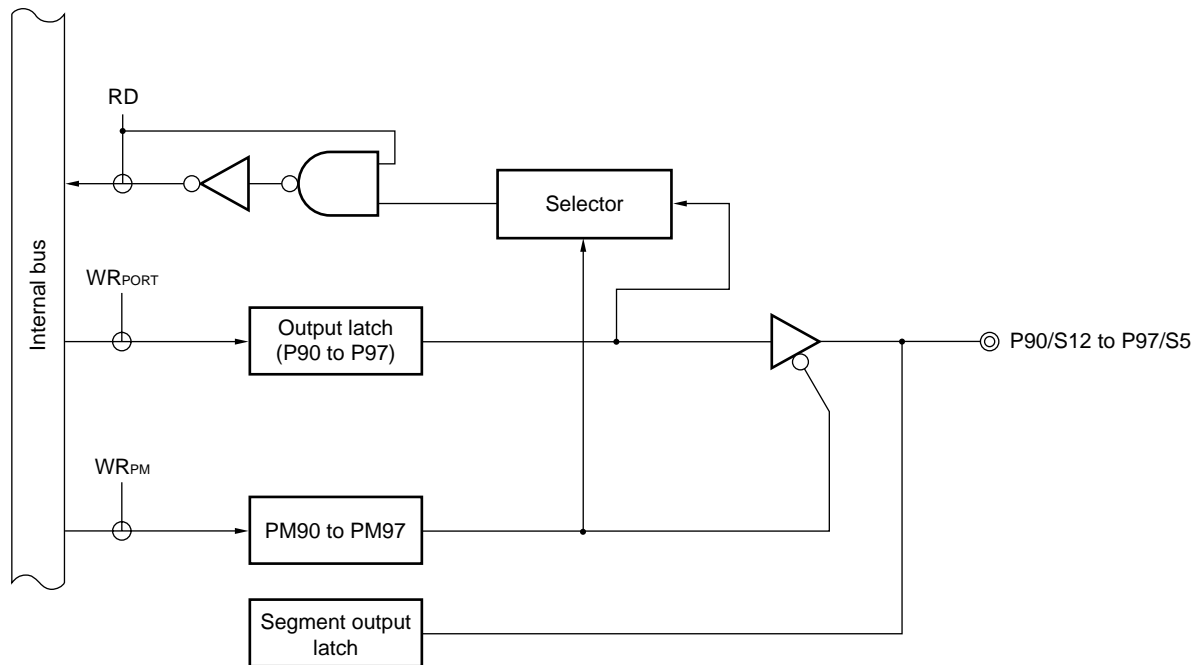 RD
Selector
Internal bus
WRPORT
Output latch
(P90 to P97)
P90/S12 to P97/S5
WRPM
PM90 to PM97
Segment output
latch